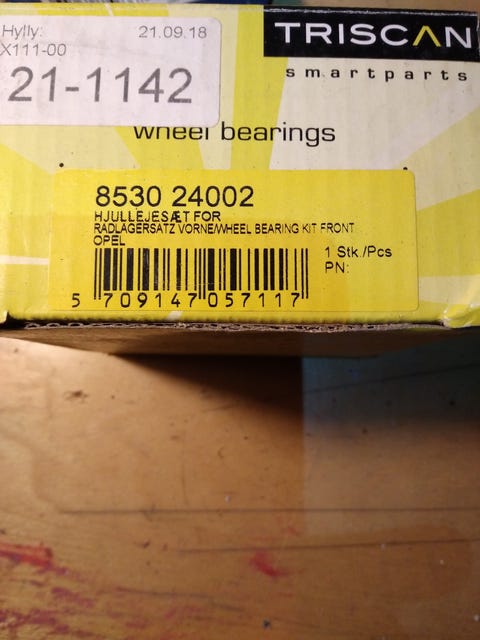 Hylly: 21.09.18
X111-00
21-1142
TRISCAN
smartparts
wheel bearings
8530 24002
HJULLEJESÆT FOR
RADLAGERSATZ VORNE/WHEEL BEARING KIT FRONT
OPEL
1 Stk./Pcs
PN:
5 709147 057117